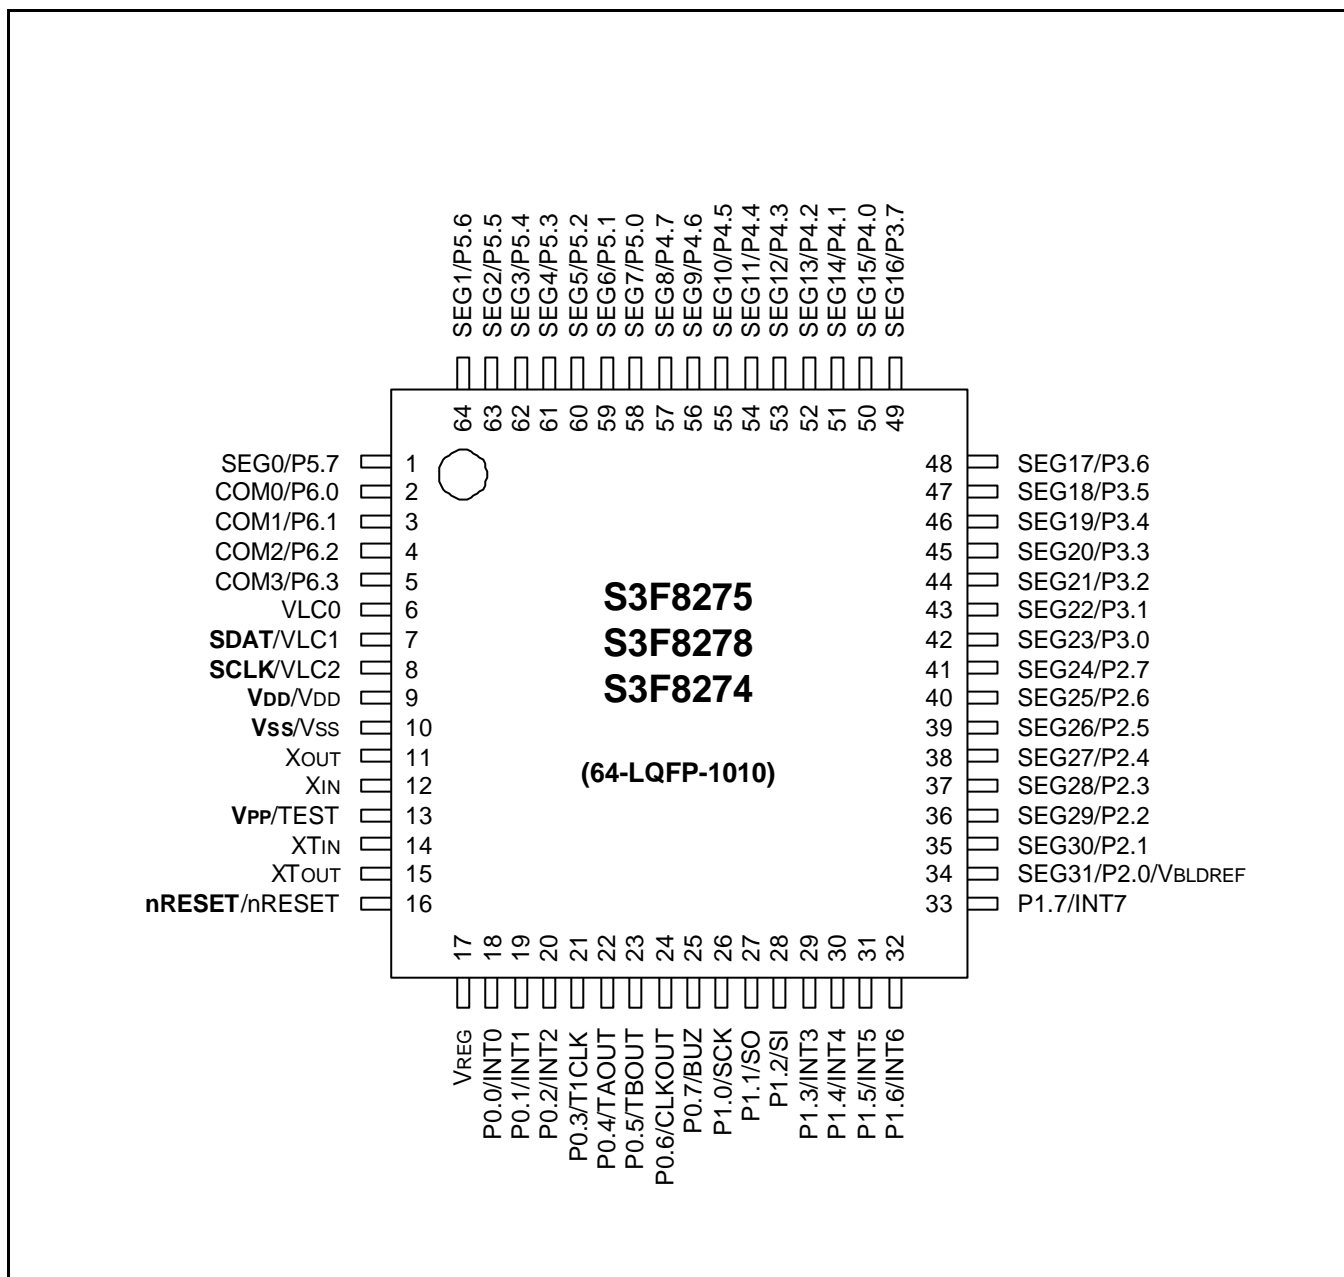 SEG1/P5.6
SEG2/P5.5
SEG3/P5.4
SEG4/P5.3
SEG5/P5.2
SEG6/P5.1
SEG7/P5.0
SEG8/P4.7
SEG9/P4.6
SEG10/P4.5
SEG11/P4.4
SEG12/P4.3
SEG13/P4.2
SEG14/P4.1
SEG15/P4.0
SEG16/P3.7
64
63
62
61
60
59
58
57
56
55
54
53
52
51
50
49
SEG0/P5.7 1
COM0/P6.0 2
COM1/P6.1 3
COM2/P6.2 4
COM3/P6.3 5
VLC0 6
SDAT/VLC1 7
SCLK/VLC2 8
VDD/VDD 9
VSS/VSS 10
XOUT 11
XIN 12
VPP/TEST 13
XTIN 14
XTOUT 15
nRESET/nRESET 16
S3F8275
S3F8278
S3F8274
(64-LQFP-1010)
48 SEG17/P3.6
47 SEG18/P3.5
46 SEG19/P3.4
45 SEG20/P3.3
44 SEG21/P3.2
43 SEG22/P3.1
42 SEG23/P3.0
41 SEG24/P2.7
40 SEG25/P2.6
39 SEG26/P2.5
38 SEG27/P2.4
37 SEG28/P2.3
36 SEG29/P2.2
35 SEG30/P2.1
34 SEG31/P2.0/VBLDREF
33 P1.7/INT7
17
18
19
20
21
22
23
24
25
26
27
28
29
30
31
32
VREG
P0.0/INT0
P0.1/INT1
P0.2/INT2
P0.3/T1CLK
P0.4/TAOUT
P0.5/TBOUT
P0.6/CLKOUT
P0.7/BUZ
P1.0/SCK
P1.1/SO
P1.2/SI
P1.3/INT3
P1.4/INT4
P1.5/INT5
P1.6/INT6